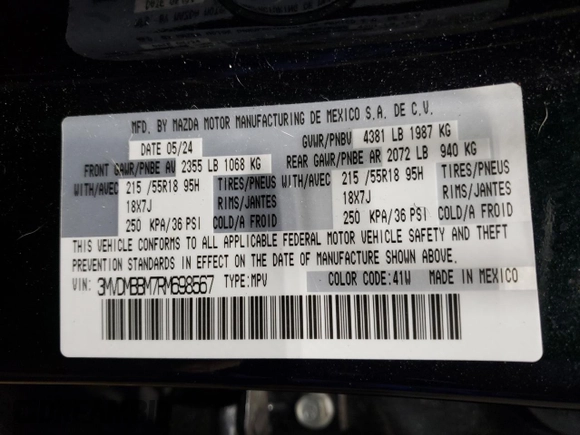 MFD. BY MAZDA MOTOR MANUFACTURING DE MEXICO S.A. DE C.V.
DATE 05/24 GVWR/PNBV 4381 LB 1987 KG
FRONT GAWR/PNBE AV 2355 LB 1068 KG REAR GAWR/PNBE AR 2072 LB 940 KG
WITH/AVEC 215 /55R18 95H TIRES/PNEUS WITH/AVEC 215 /55R18 95H TIRES/PNEUS
18X7J RIMS/JANTES 18X7J RIMS/JANTES
250 KPA/36 PSI COLD/A FROID 250 KPA/36 PSI COLD/A FROID
THIS VEHICLE CONFORMS TO ALL APPLICABLE FEDERAL MOTOR VEHICLE SAFETY AND THEFT
PREVENTION STANDARDS IN EFFECT ON THE DATE OF MANUFACTURE SHOWN ABOVE.
VIN: 3MVDMBBM7RM698567 TYPE:MPV COLOR CODE:41W MADE IN MEXICO